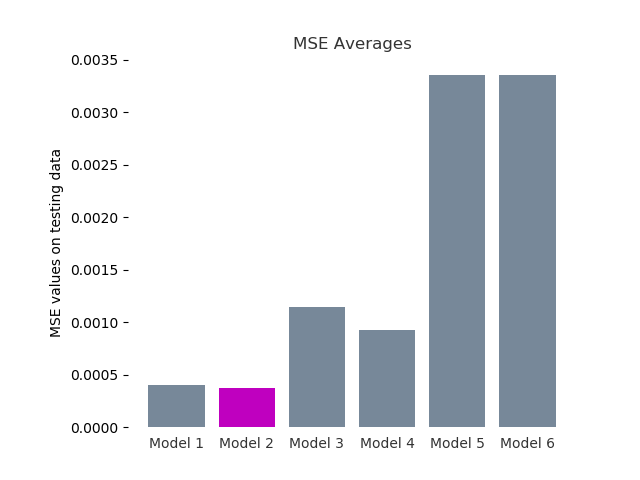 MSE Averages
MSE values on testing data
0.0035
0.0030
0.0025
0.0020
0.0015
0.0010
0.0005
0.0000
Model 1 Model 2 Model 3 Model 4 Model 5 Model 6